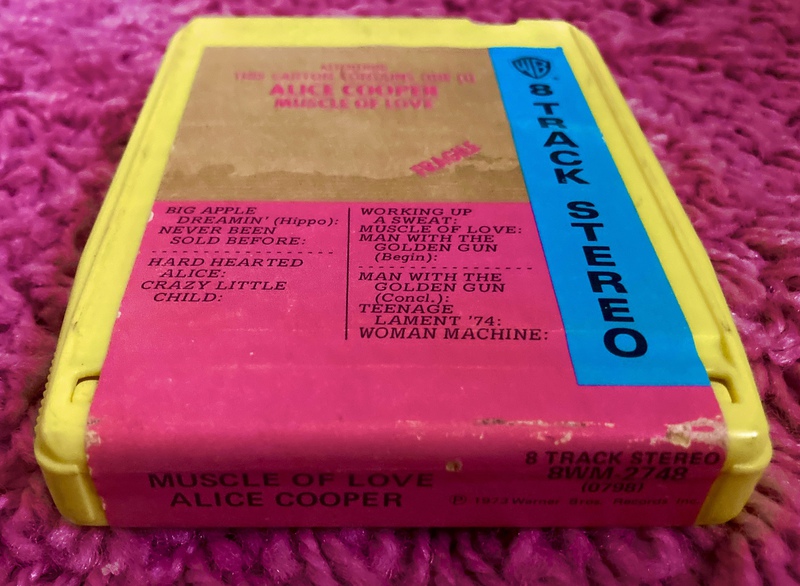 ATTENTION
THIS CARTON CONTAINS ONE (1)
ALICE COOPER
MUSCLE OF LOVE
FRAGILE
WB
8 TRACK STEREO
BIG APPLE
DREAMIN' (Hippo):
NEVER BEEN
SOLD BEFORE:
HARD HEARTED
ALICE:
CRAZY LITTLE
CHILD:
WORKING UP
A SWEAT:
MUSCLE OF LOVE:
MAN WITH THE
GOLDEN GUN
(Begin):
MAN WITH THE
GOLDEN GUN
(Concl.):
TEENAGE
LAMENT '74:
WOMAN MACHINE:
MUSCLE OF LOVE
ALICE COOPER
8 TRACK STEREO
8WM 2748
(0798)
℗ 1973 Warner Bros. Records Inc.